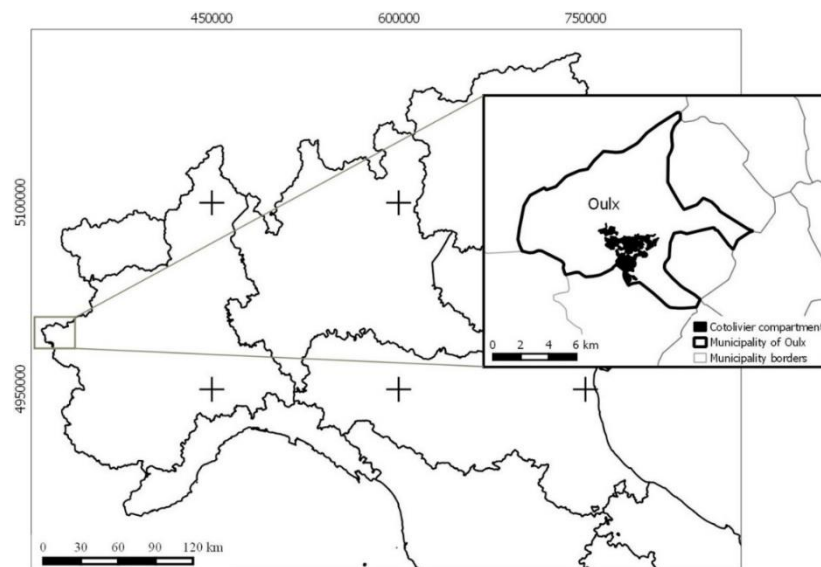 450000 600000 750000
5100000
4950000
Oulx
Cotolivier compartment
0 2 4 6 km
Municipality of Oulx
Municipality borders
0 30 60 90 120 km